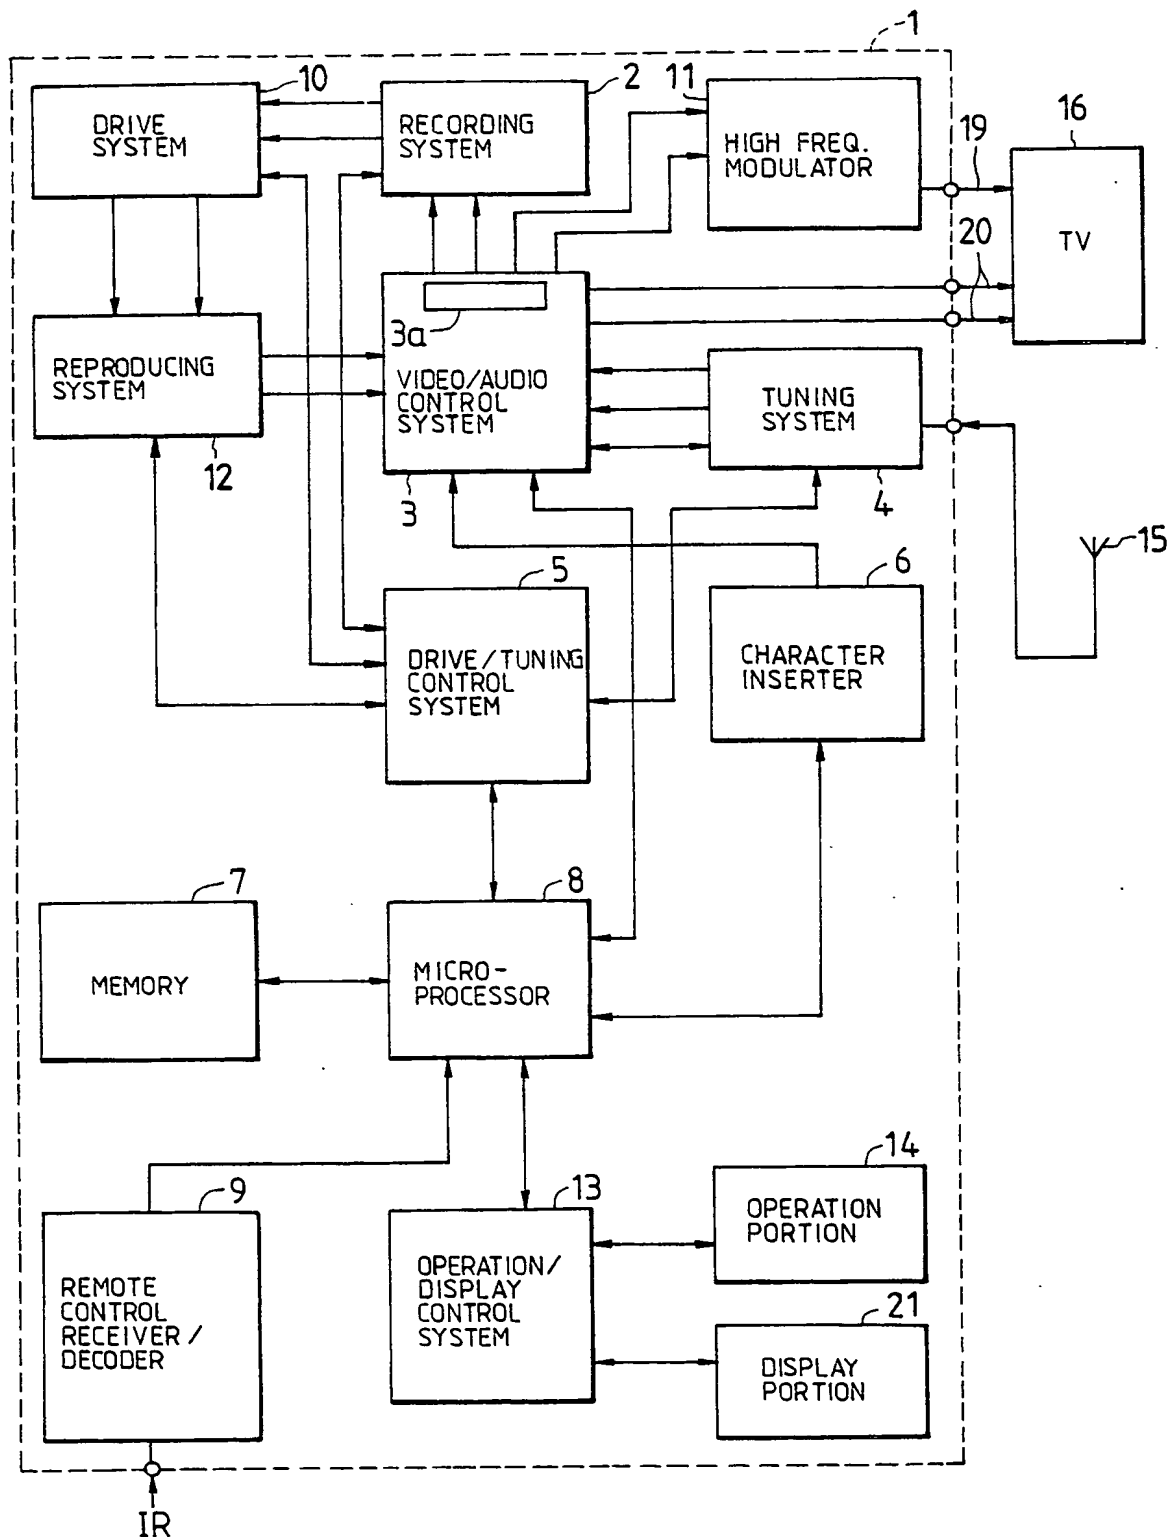 1
10
2
11
19
16
DRIVE
SYSTEM
RECORDING
SYSTEM
HIGH FREQ.
MODULATOR
20
TV
3a
REPRODUCING
SYSTEM
VIDEO/AUDIO
CONTROL
SYSTEM
TUNING
SYSTEM
12
3
4
15
5
6
DRIVE/TUNING
CONTROL
SYSTEM
CHARACTER
INSERTER
7
8
MEMORY
MICRO-
PROCESSOR
9
13
14
OPERATION
PORTION
REMOTE
CONTROL
RECEIVER/
DECODER
OPERATION/
DISPLAY
CONTROL
SYSTEM
21
DISPLAY
PORTION
IR